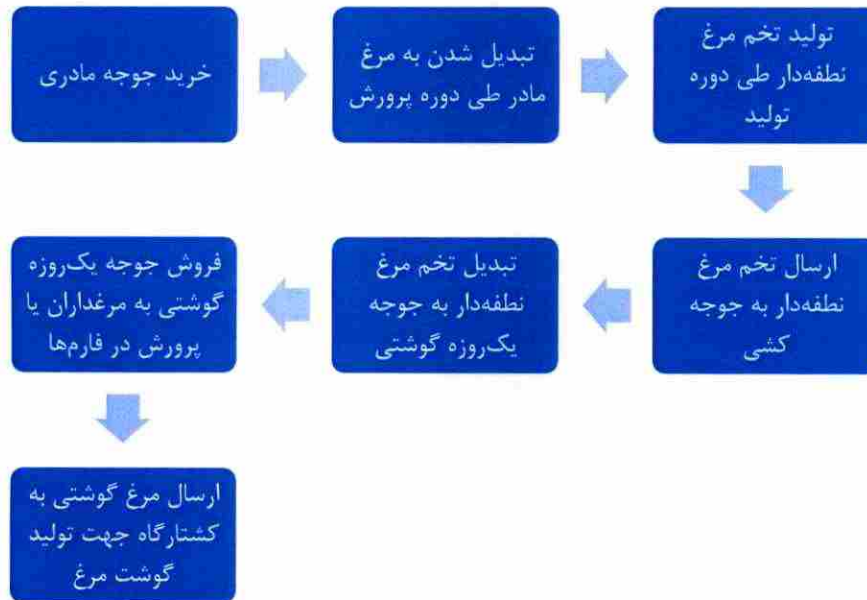 خرید جوجه مادری
تبدیل شدن به مرغ
مادر طی دوره پرورش
تولید تخم مرغ
نطفه‌دار طی دوره
تولید
ارسال تخم مرغ
نطفه‌دار به جوجه
کشی
تبدیل تخم مرغ
نطفه‌دار به جوجه
یک‌روزه گوشتی
فروش جوجه یک‌روزه
گوشتی به مرغداران یا
پرورش در فارم‌ها
ارسال مرغ گوشتی به
کشتارگاه جهت تولید
گوشت مرغ